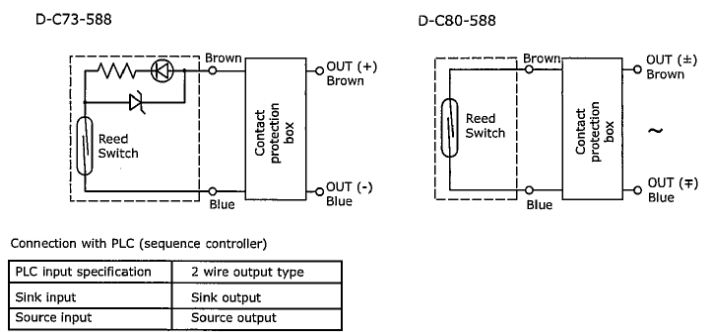 D-C73-588
D-C80-588
Brown
OUT (+)
Brown
Reed
Switch
Contact
protection
box
OUT (-)
Blue
Blue
Brown
OUT (±)
Brown
Reed
Switch
Contact
protection
box
~
OUT (∓)
Blue
Blue
Connection with PLC (sequence controller)
PLC input specification 2 wire output type
Sink input Sink output
Source input Source output